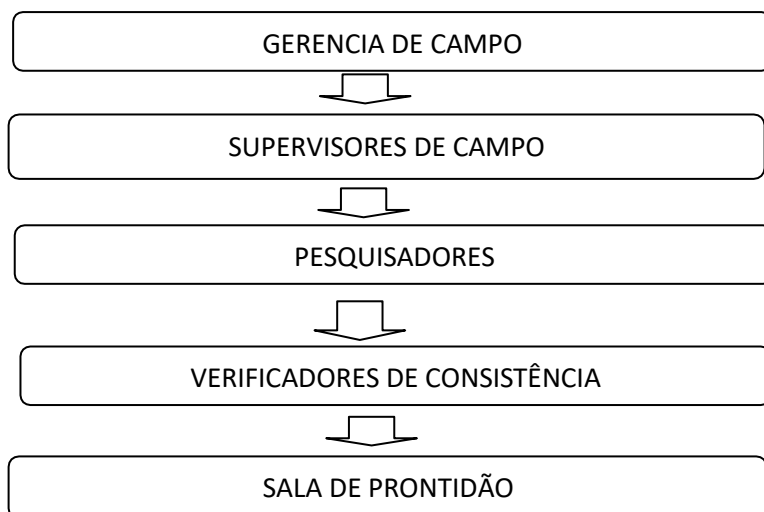 GERENCIA DE CAMPO
SUPERVISORES DE CAMPO
PESQUISADORES
VERIFICADORES DE CONSISTÊNCIA
SALA DE PRONTIDÃO